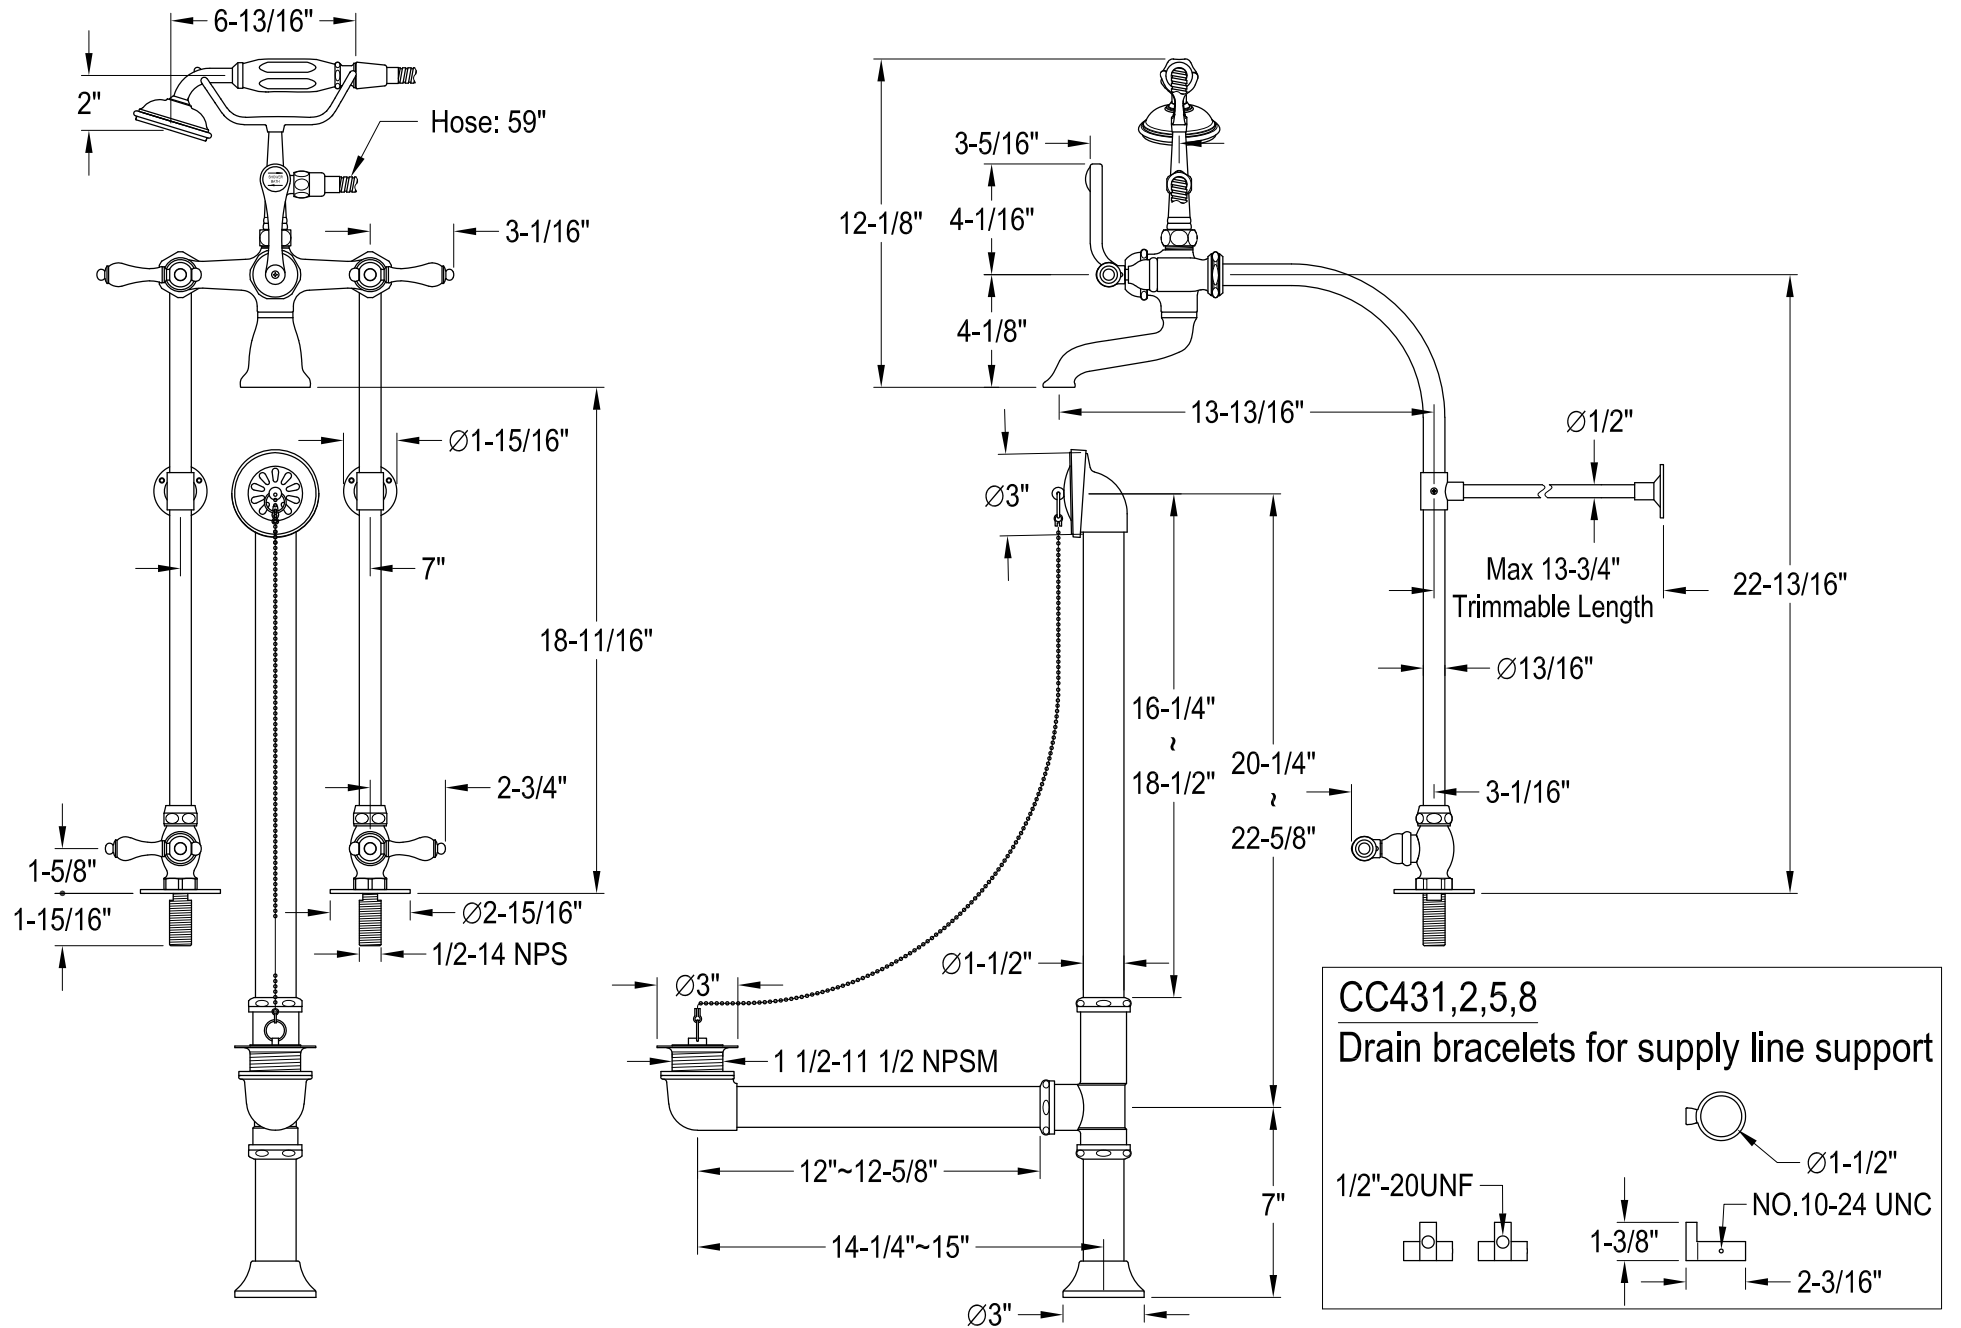 6-13/16"
2"
Hose: 59"
SHOWER
BATH
3-1/16"
Ø1-15/16"
7"
18-11/16"
2-3/4"
1-5/8"
1-15/16"
Ø2-15/16"
1/2-14 NPS
12-1/8"
3-5/16"
4-1/16"
4-1/8"
13-13/16"
Ø1/2"
Ø3"
Max 13-3/4"
Trimmable Length
22-13/16"
Ø13/16"
16-1/4"
~
18-1/2"
20-1/4"
~
22-5/8"
3-1/16"
Ø1-1/2"
Ø3"
1 1/2-11 1/2 NPSM
12"~12-5/8"
14-1/4"~15"
7"
Ø3"
CC431,2,5,8
Drain bracelets for supply line support
Ø1-1/2"
1/2"-20UNF
NO.10-24 UNC
1-3/8"
2-3/16"